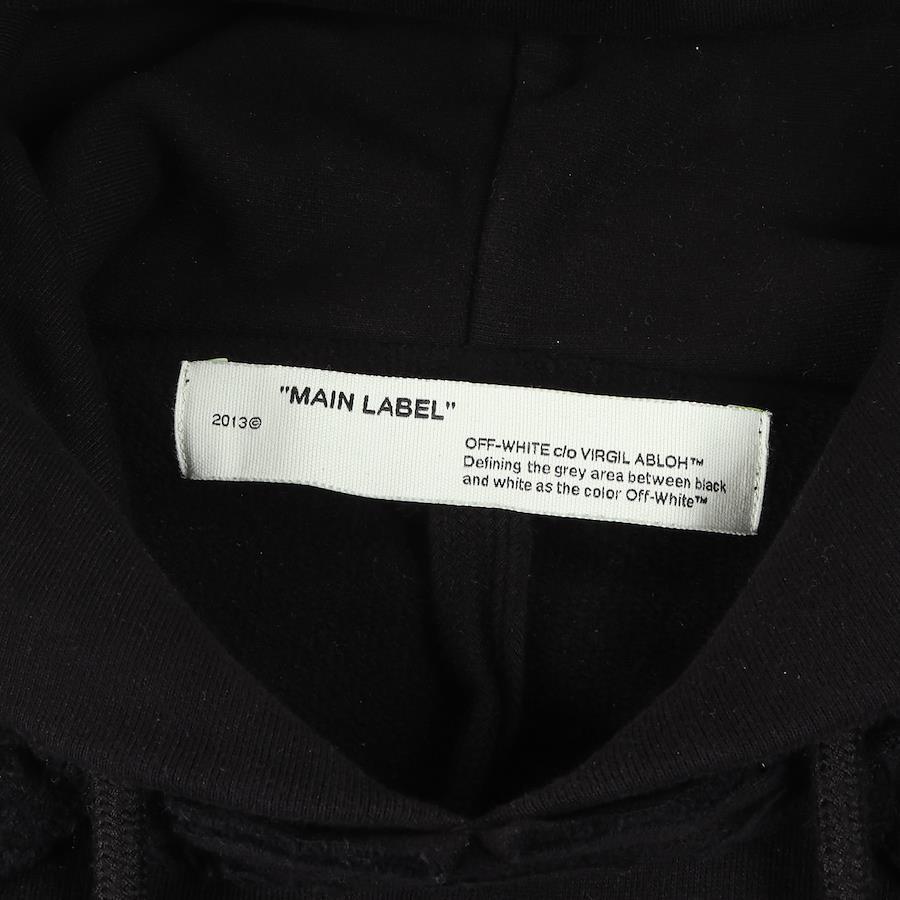 "MAIN LABEL"
2013©
OFF-WHITE c/o VIRGIL ABLOH™
Defining the grey area between black
and white as the color Off-White™